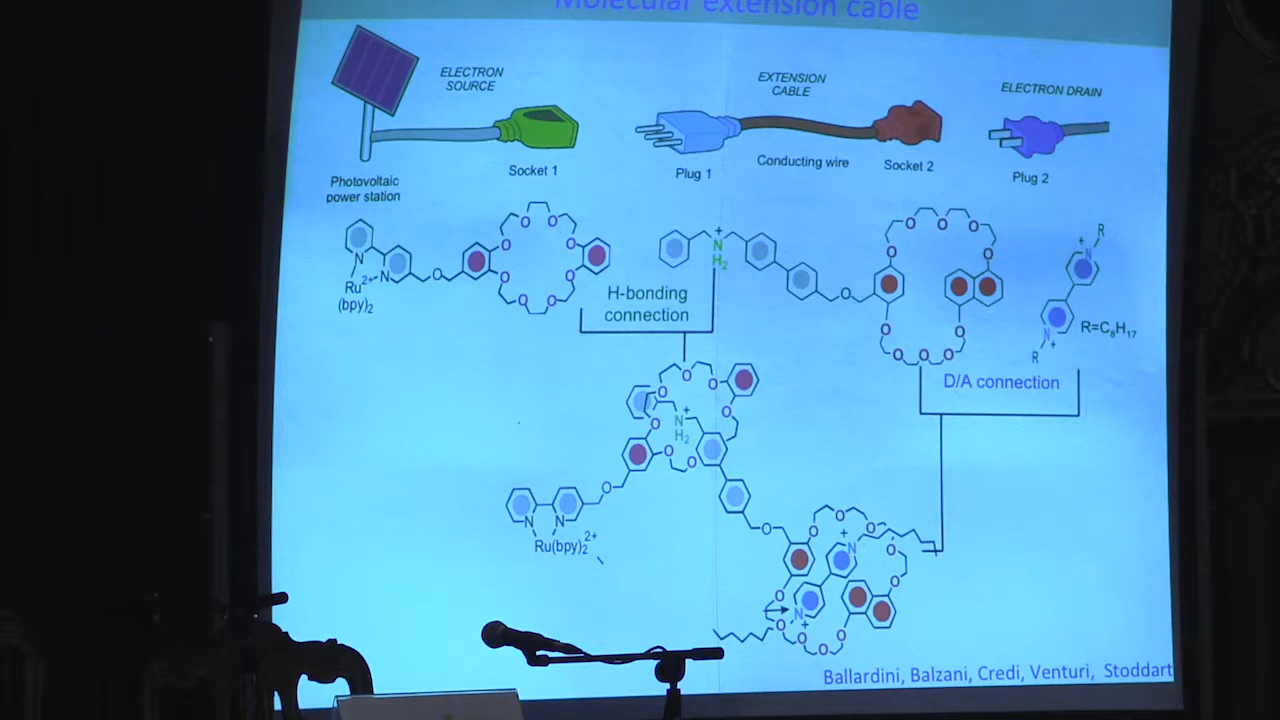 Molecular extension cable
ELECTRON
SOURCE
EXTENSION
CABLE
ELECTRON DRAIN
Photovoltaic
power station
Socket 1
Plug 1
Conducting wire
Socket 2
Plug 2
N
N
Ru2+
(bpy)2
O
O
O
O
O
O
O
O
O
+
N
H2
O
O
O
O
O
O
O
O
O
O
O
R
+
N
N
+
R
R=C8H17
H-bonding
connection
D/A connection
O
O
O
O
O
O
O
O
+
N
H2
O
N
N
Ru(bpy)2 2+
O
O
O
O
O
O
O
O
O
O
O
O
+
N
N
+
Ballardini, Balzani, Credi, Venturi, Stoddart